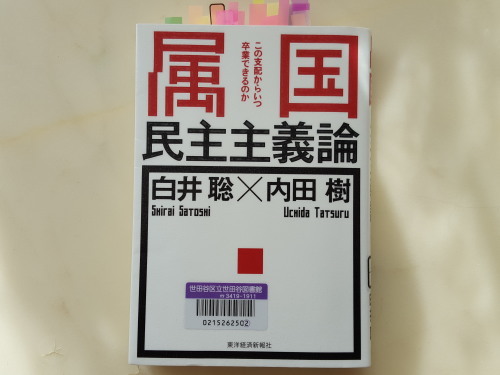 属国
この支配からいつ
卒業できるのか
民主主義論
白井 聡×内田 樹
Shirai Satoshi Uchida Tatsuru
世田谷区立世田谷図書館
☎ 3419-1911
0215262502
東洋経済新報社